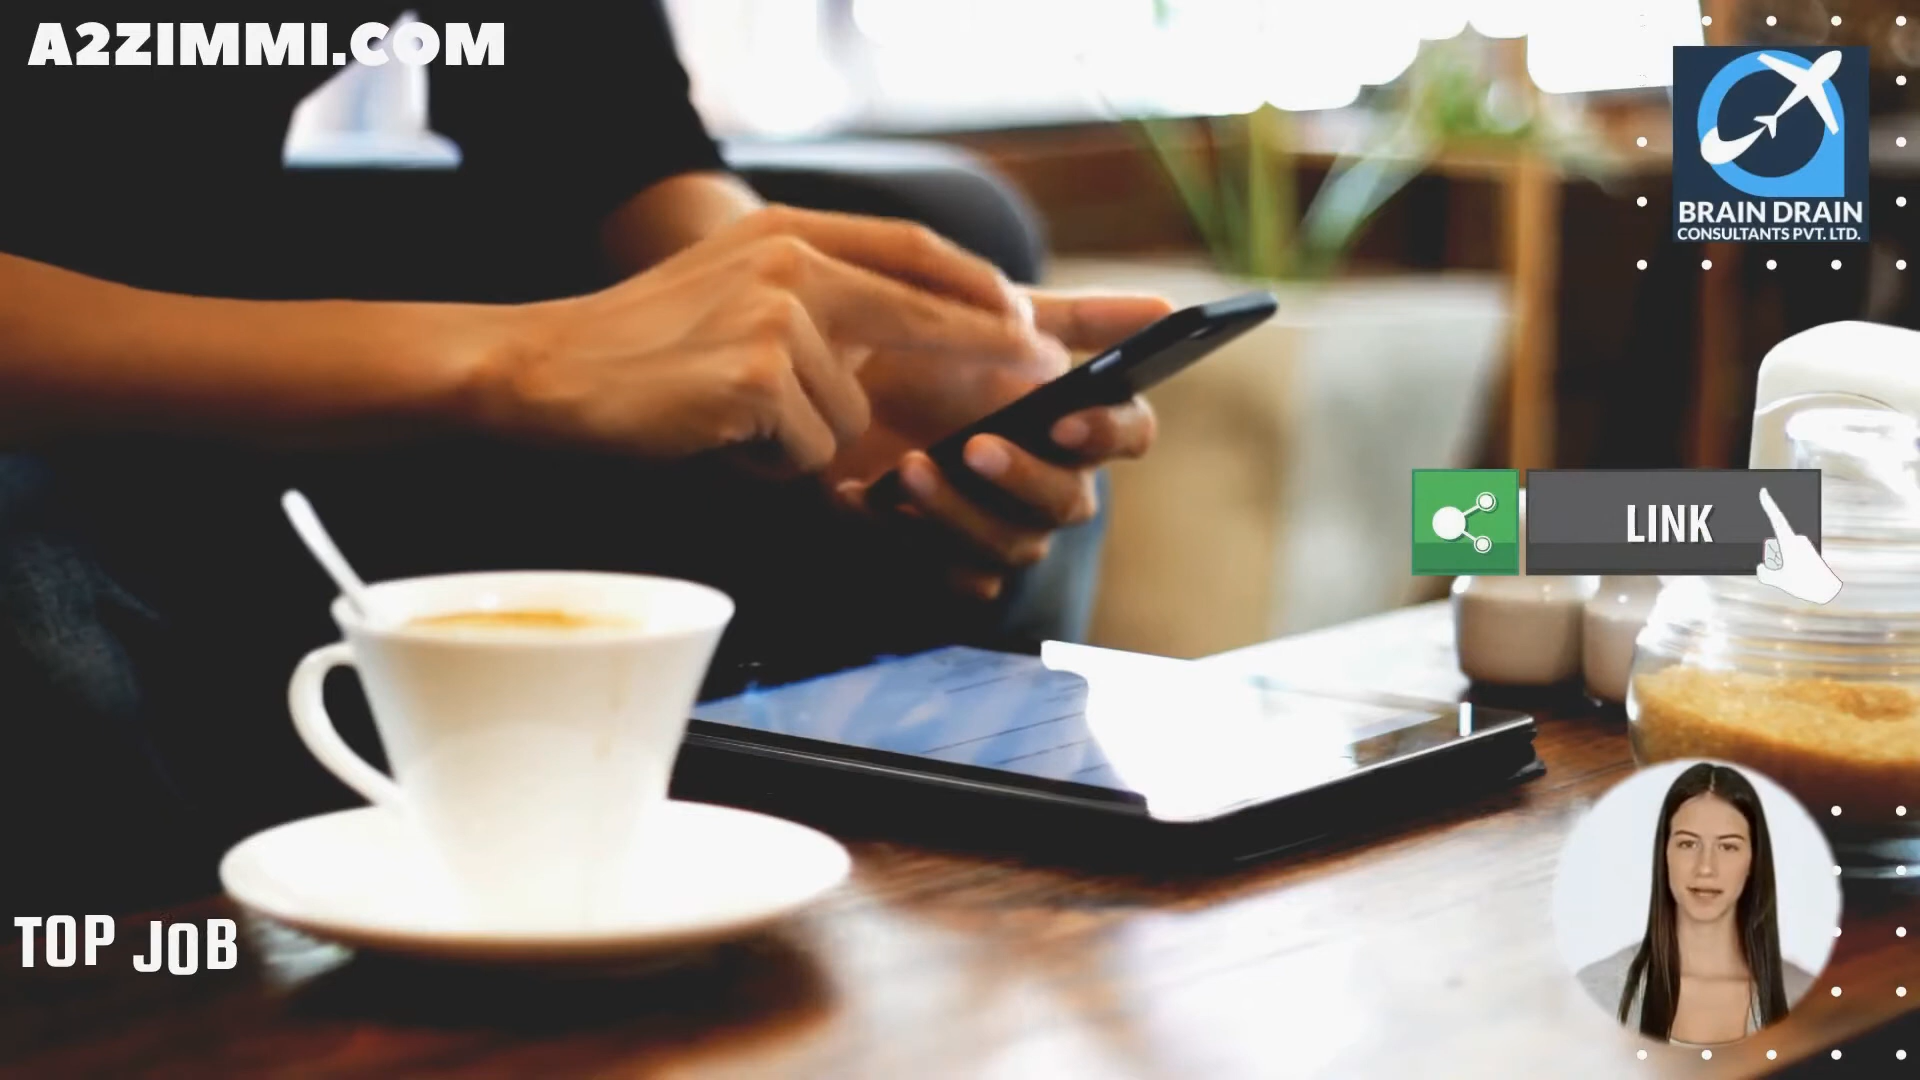 A2ZIMMI.COM
BRAIN DRAIN
CONSULTANTS PVT. LTD.
LINK
TOP JOB